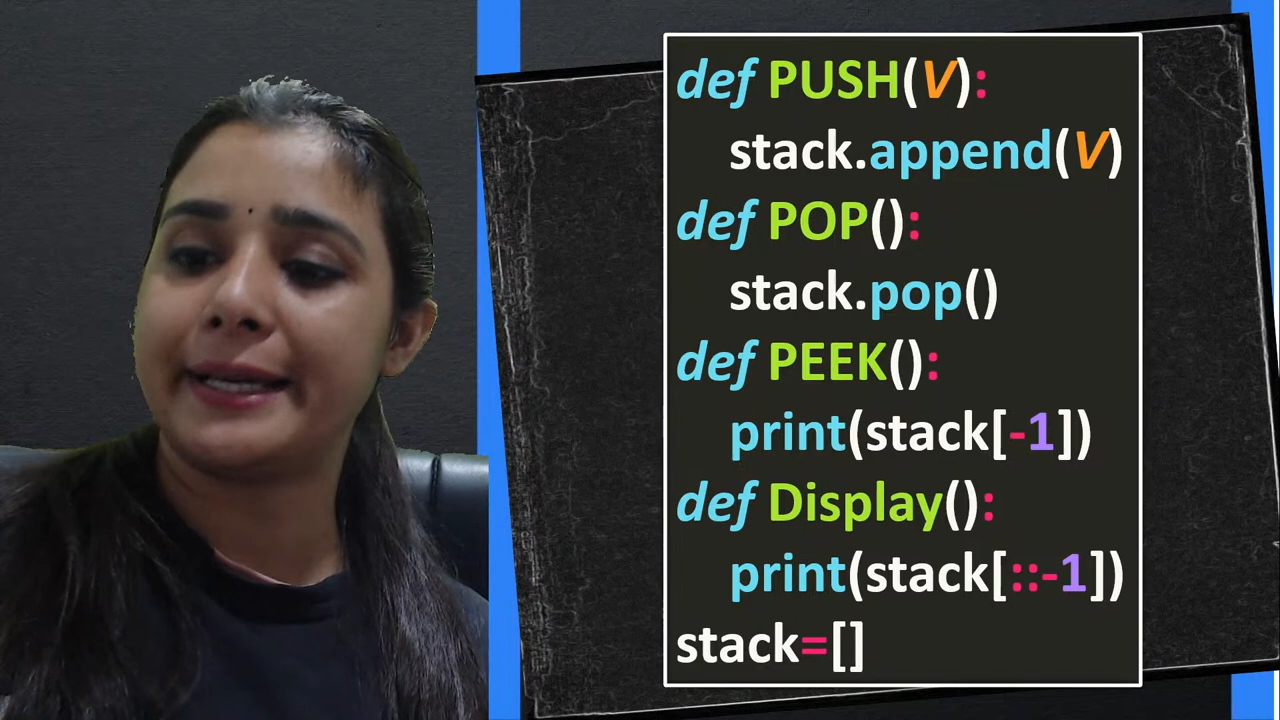 def PUSH(V):
stack.append(V)
def POP():
stack.pop()
def PEEK():
print(stack[-1])
def Display():
print(stack[::-1])
stack=[]